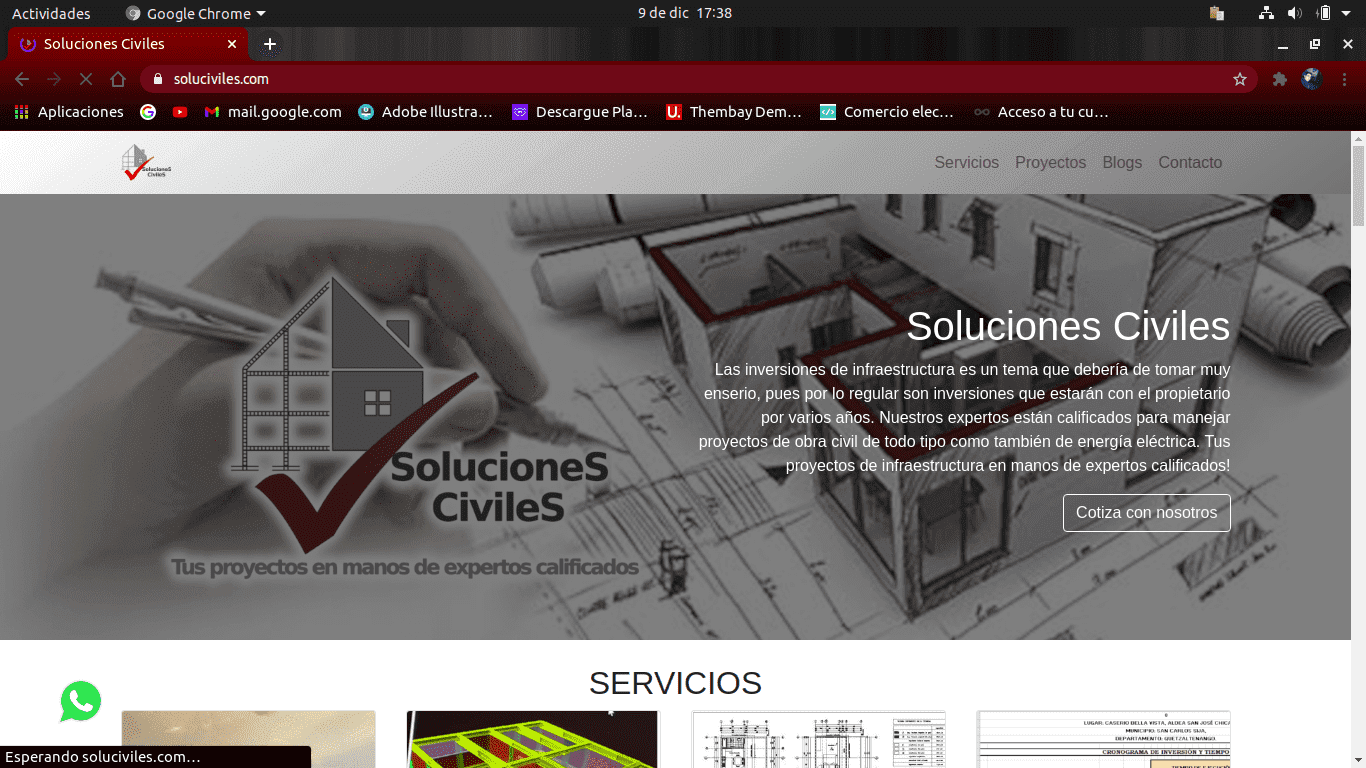 Actividades
Google Chrome
9 de dic 17:38
Soluciones Civiles
soluciviles.com
Aplicaciones
mail.google.com
Adobe Illustra…
Descargue Pla…
Thembay Dem…
Comercio elec…
Acceso a tu cu…
SolucioneS
CivileS
Servicios
Proyectos
Blogs
Contacto
Soluciones Civiles
Las inversiones de infraestructura es un tema que debería de tomar muy
enserio, pues por lo regular son inversiones que estarán con el propietario
por varios años. Nuestros expertos están calificados para manejar
proyectos de obra civil de todo tipo como también de energía eléctrica. Tus
proyectos de infraestructura en manos de expertos calificados!
Cotiza con nosotros
SolucioneS
CivileS
Tus proyectos en manos de expertos calificados
SERVICIOS
LUGAR: CASERIO BELLA VISTA, ALDEA SAN JOSÉ CHICA
MUNICIPIO: SAN CARLOS SIJA,
DEPARTAMENTO: QUETZALTENANGO.
CRONOGRAMA DE INVERSIÓN Y TIEMPO
Esperando soluciviles.com…